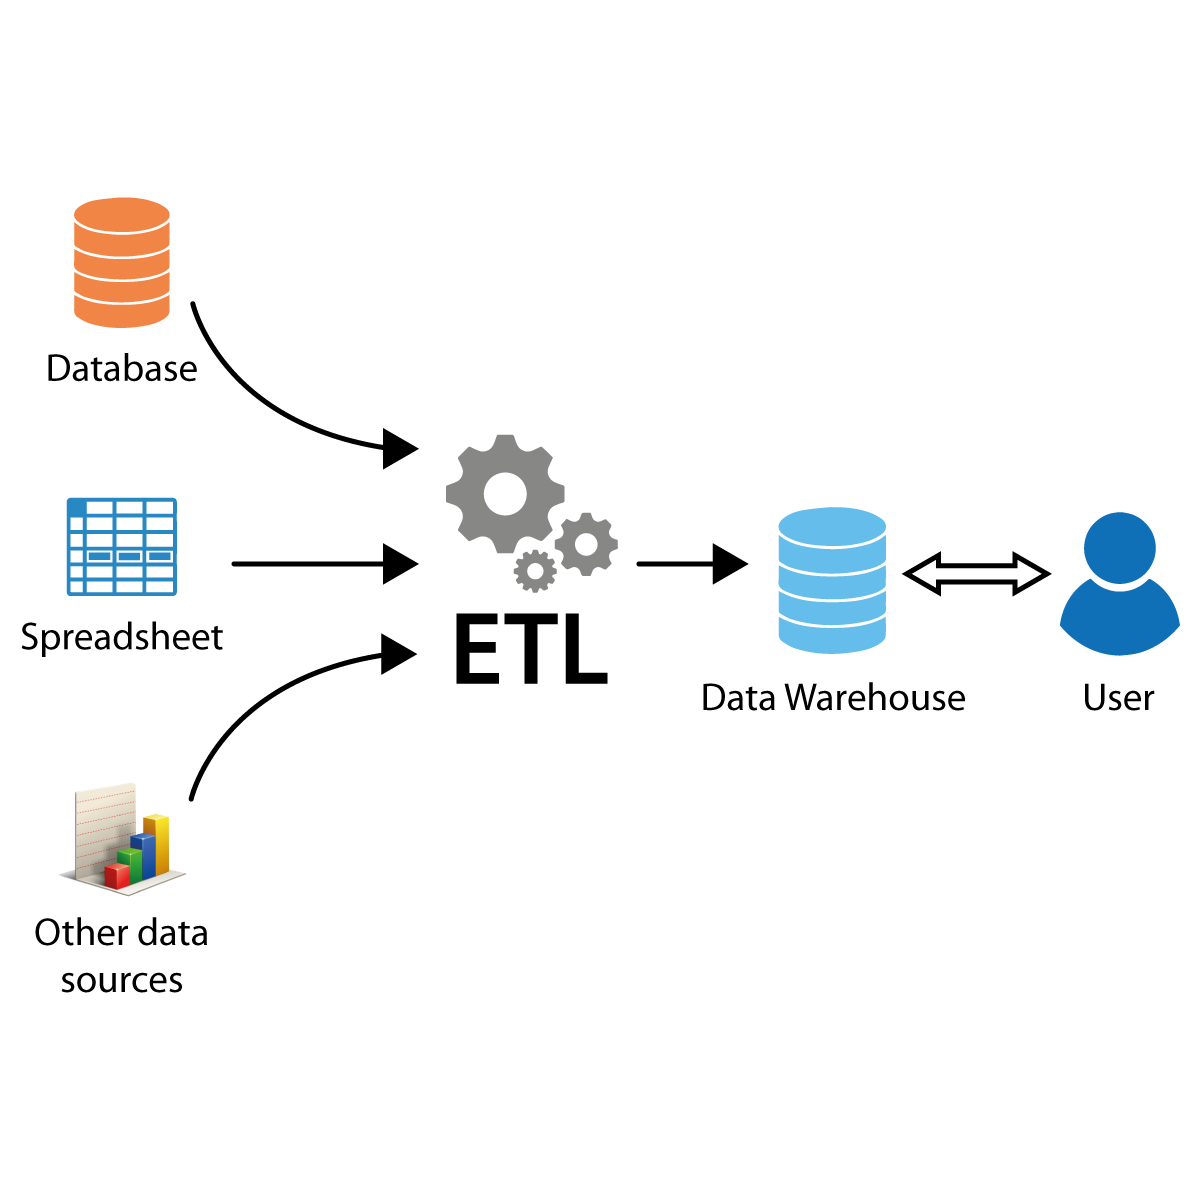 Database
Spreadsheet
Other data
sources
ETL
Data Warehouse
User